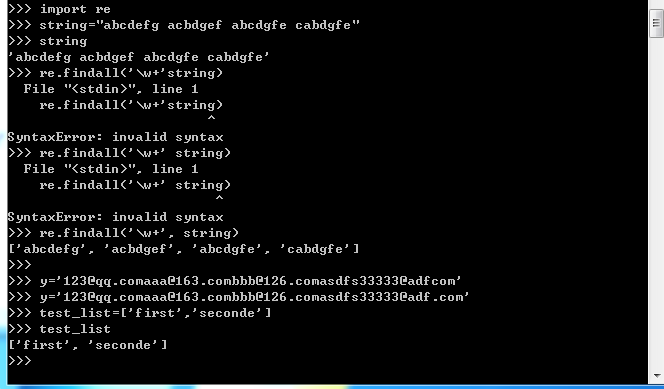 >>> import re
>>> string="abcdefg acbdgef abcdgfe cabdgfe"
>>> string
'abcdefg acbdgef abcdgfe cabdgfe'
>>> re.findall('\w+'string)
  File "<stdin>", line 1
    re.findall('\w+'string)
                         ^
SyntaxError: invalid syntax
>>> re.findall('\w+' string)
  File "<stdin>", line 1
    re.findall('\w+' string)
                          ^
SyntaxError: invalid syntax
>>> re.findall('\w+', string)
['abcdefg', 'acbdgef', 'abcdgfe', 'cabdgfe']
>>>
>>> y='123@qq.comaaa@163.combbb@126.comasdfs33333@adfcom'
>>> y='123@qq.comaaa@163.combbb@126.comasdfs33333@adf.com'
>>> test_list=['first','seconde']
>>> test_list
['first', 'seconde']
>>>